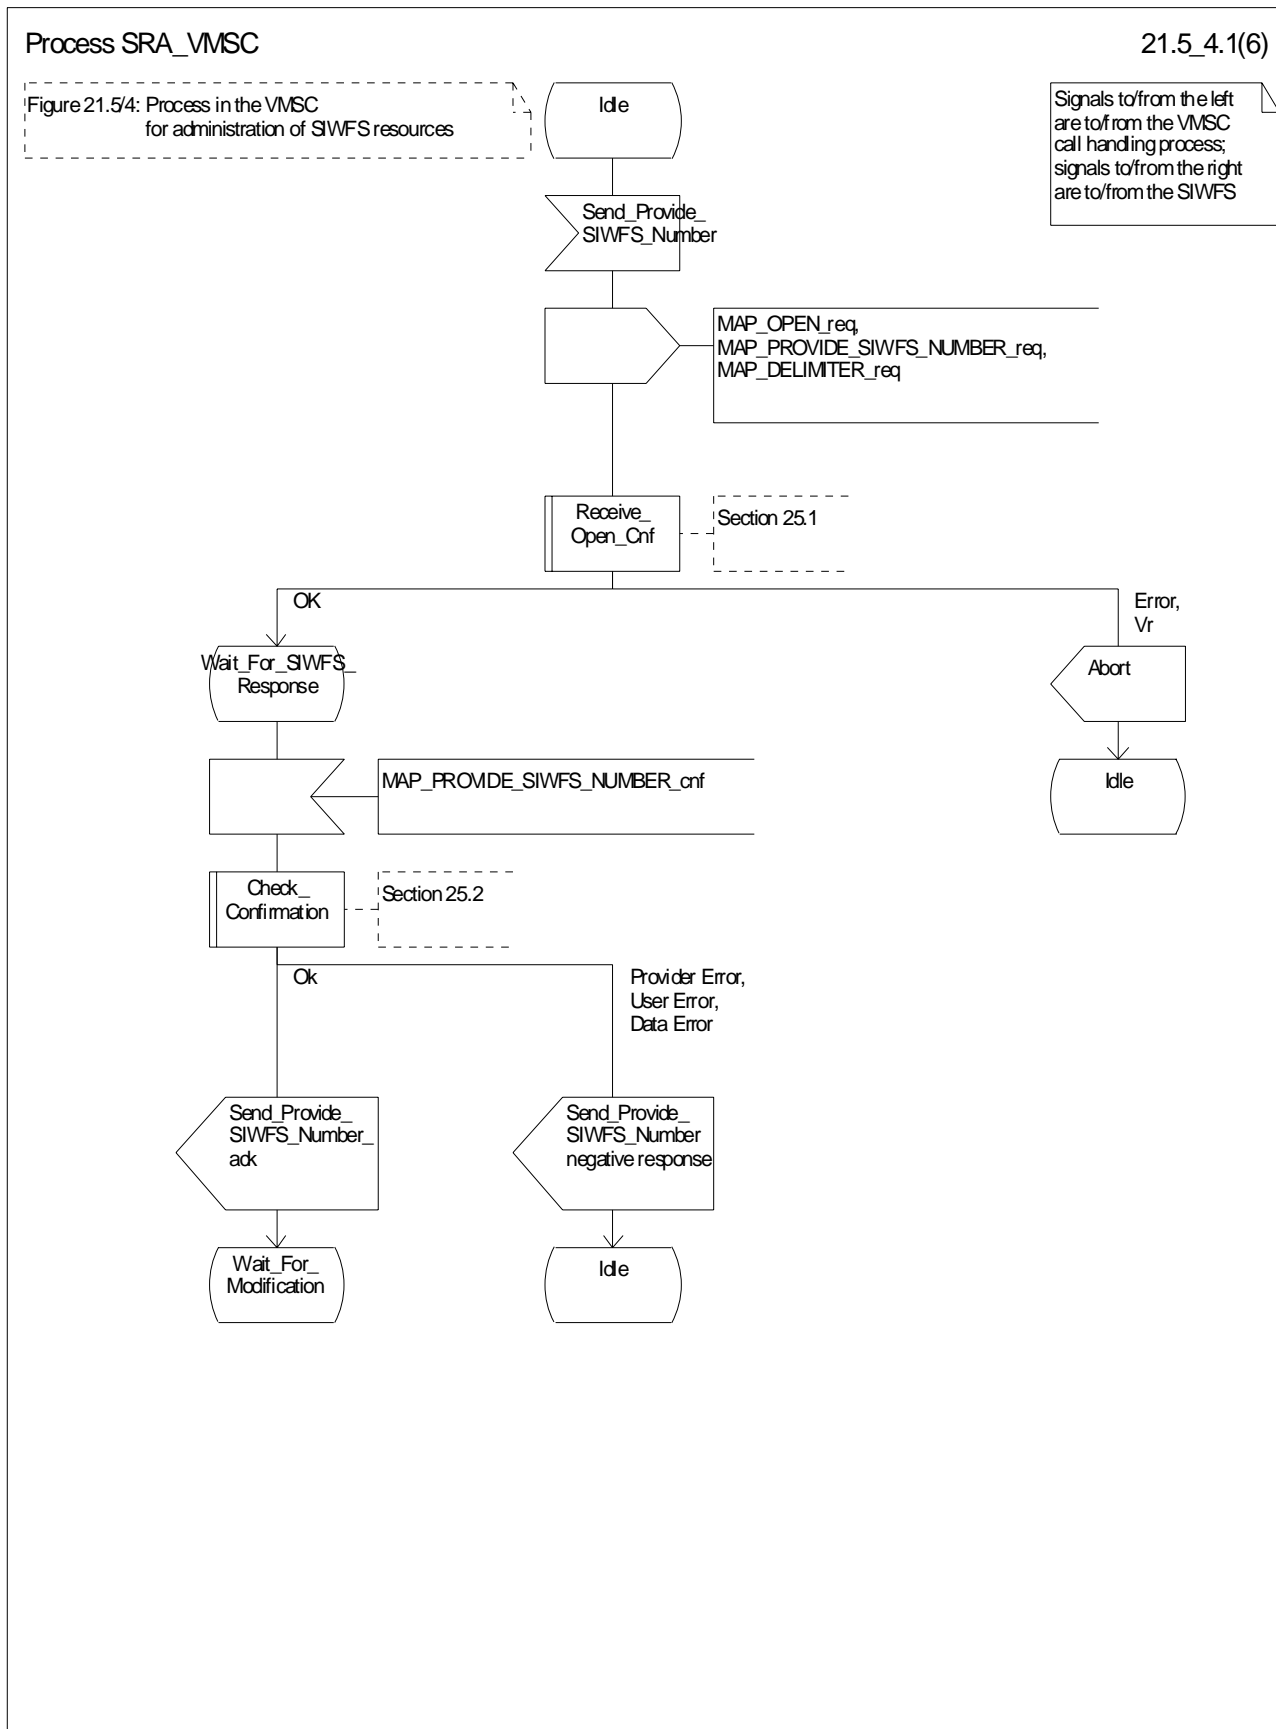 Process SRA_VMSC
21.5_4.1(6)
Figure 21.5/4: Process in the VMSC
for administration of SIWFS resources
Idle
Signals to/from the left
are to/from the VMSC
call handling process;
signals to/from the right
are to/from the SIWFS
Send_Provide_
SIWFS_Number
MAP_OPEN_req,
MAP_PROVIDE_SIWFS_NUMBER_req,
MAP_DELIMITER_req
Receive_
Open_Cnf
Section 25.1
OK
Error,
Vr
Wait_For_SIWFS_
Response
Abort
MAP_PROVIDE_SIWFS_NUMBER_cnf
Idle
Check_
Confirmation
Section 25.2
Ok
Provider Error,
User Error,
Data Error
Send_Provide_
SIWFS_Number_
ack
Send_Provide_
SIWFS_Number
negative response
Wait_For_
Modification
Idle